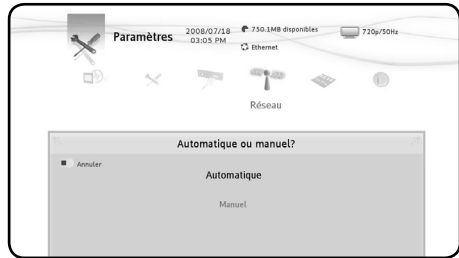 Paramètres
2008/07/18
03:05 PM
750.1MB disponibles
Ethernet
720p/50Hz
Réseau
Automatique ou manuel?
Annuler
Automatique
Manuel